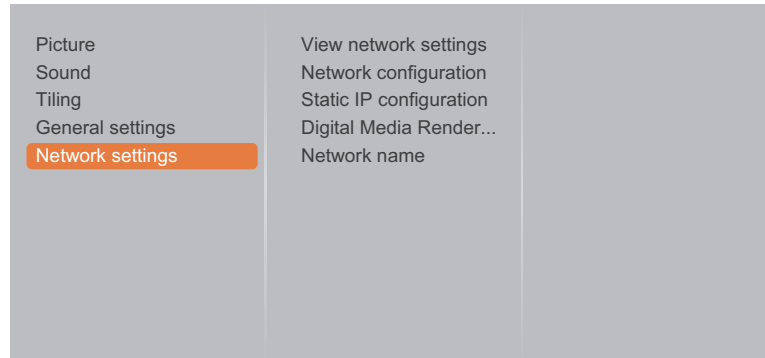 Picture
Sound
Tiling
General settings
Network settings
View network settings
Network configuration
Static IP configuration
Digital Media Render...
Network name